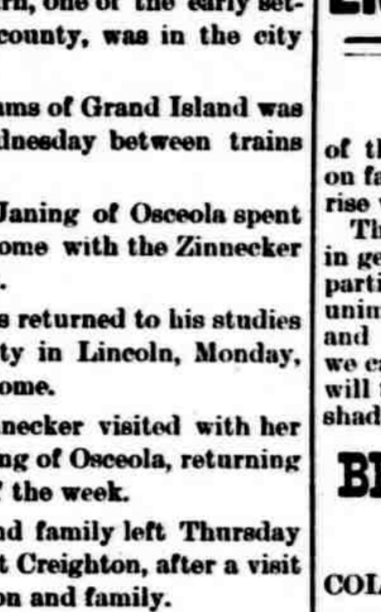 rn, one of the early set-
county, was in the city
ams of Grand Island was
dnesday between trains
Janing of Osceola spent
ome with the Zinnecker
.
s returned to his studies
ty in Lincoln, Monday,
ome.
necker visited with her
ng of Osceola, returning
f the week.
nd family left Thursday
t Creighton, after a visit
on and family.
of t
on fa
rise
Th
in ge
parti
unim
and
we c
will
shad
BI
COL